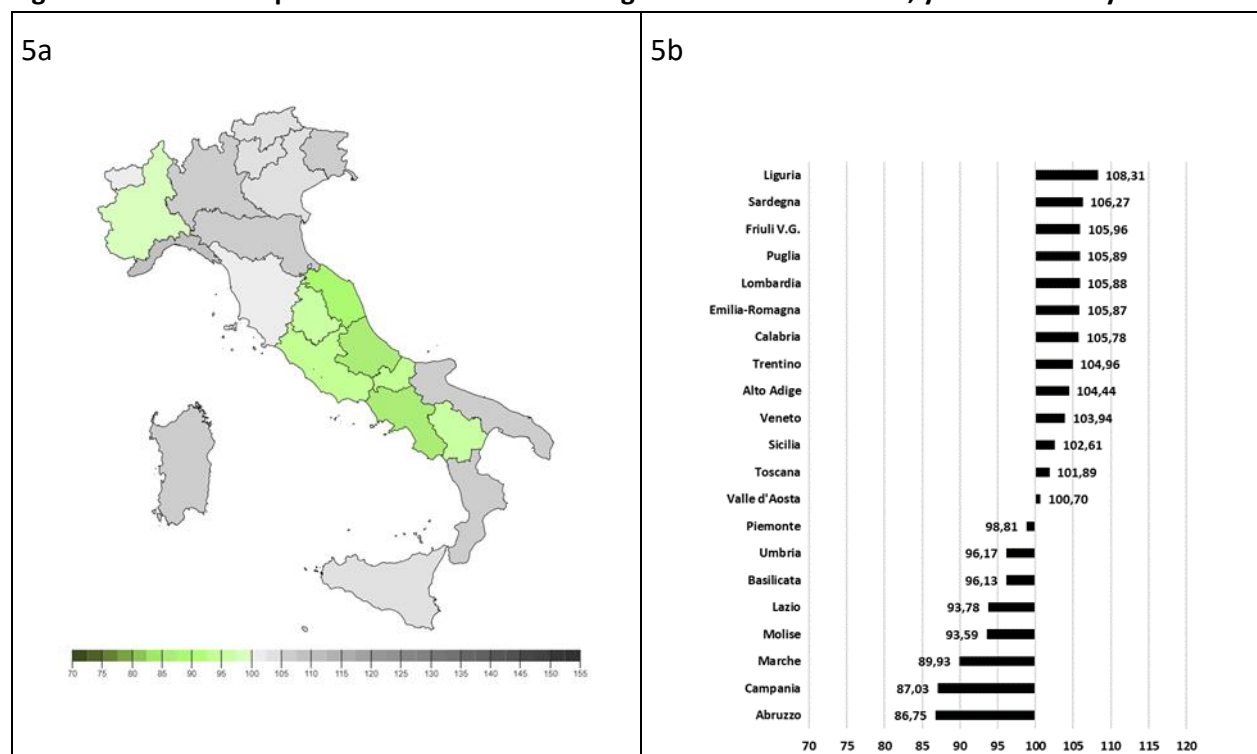 5a
70 75 80 85 90 95 100 105 110 115 120 125 130 135 140 145 150 155
5b
Liguria 108,31
Sardegna 106,27
Friuli V.G. 105,96
Puglia 105,89
Lombardia 105,88
Emilia-Romagna 105,87
Calabria 105,78
Trentino 104,96
Alto Adige 104,44
Veneto 103,94
Sicilia 102,61
Toscana 101,89
Valle d'Aosta 100,70
Piemonte 98,81
Umbria 96,17
Basilicata 96,13
Lazio 93,78
Molise 93,59
Marche 89,93
Campania 87,03
Abruzzo 86,75
70 75 80 85 90 95 100 105 110 115 120